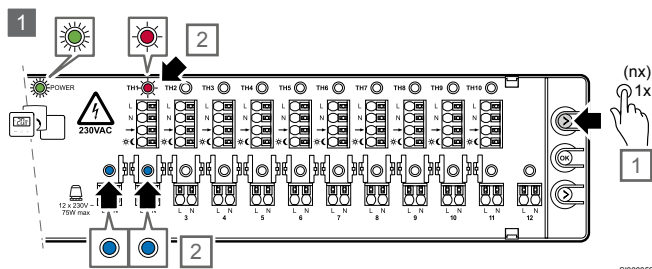 1
2
(nx)
1x
1
POWER
TH1 TH2 TH3 TH4 TH5 TH6 TH7 TH8 TH9 TH10
230VAC
L
N
OK
12 x 230V ~
75W max
L N L N L N L N L N L N L N L N L N L N
3 4 5 6 7 8 9 10 11 12
2